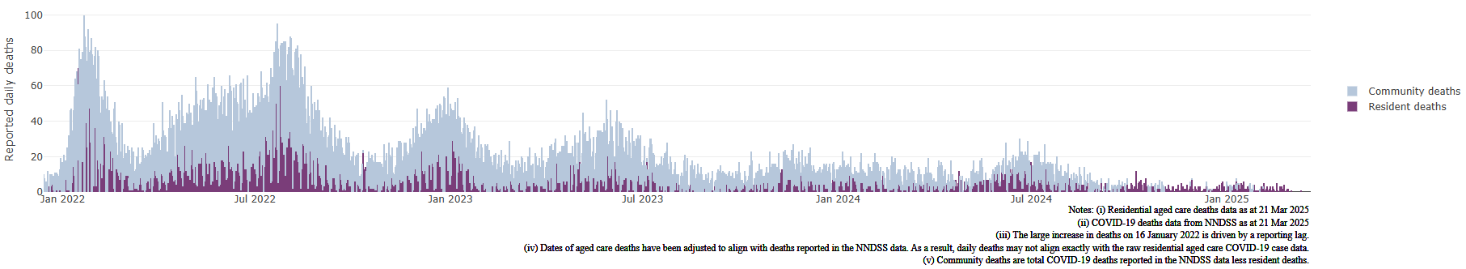 100
80
60
40
20
0
Reported daily deaths
Jan 2022
Jul 2022
Jan 2023
Jul 2023
Jan 2024
Jul 2024
Jan 2025
Community deaths
Resident deaths
Notes: (i) Residential aged care deaths data as at 21 Mar 2025
(ii) COVID-19 deaths data from NNDSS as at 21 Mar 2025
(iii) The large increase in deaths on 16 January 2022 is driven by a reporting lag.
(iv) Dates of aged care deaths have been adjusted to align with deaths reported in the NNDSS data. As a result, daily deaths may not align exactly with the raw residential aged care COVID-19 case data.
(v) Community deaths are total COVID-19 deaths reported in the NNDSS data less resident deaths.